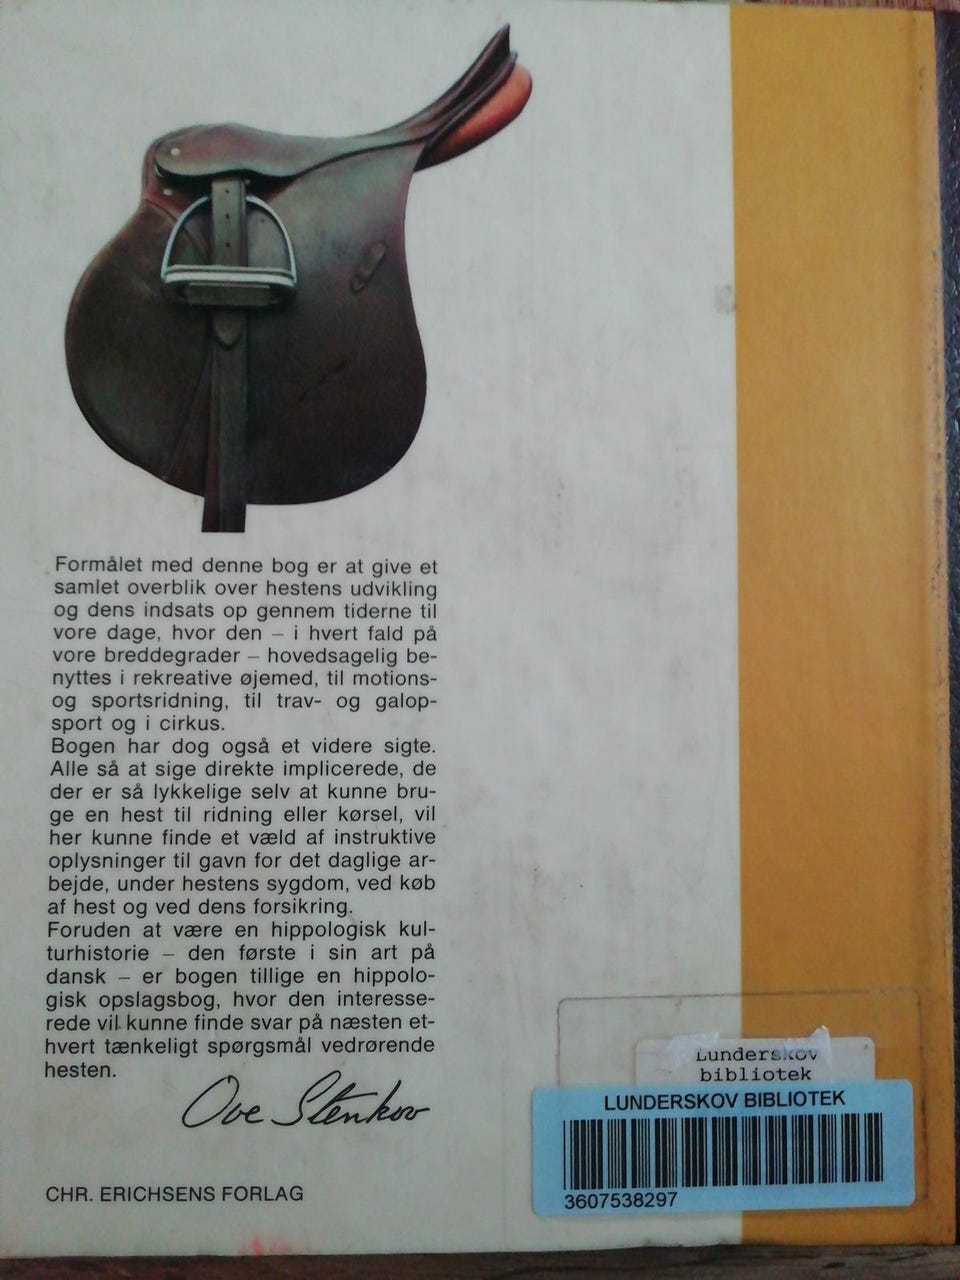 Formålet med denne bog er at give et
samlet overblik over hestens udvikling
og dens indsats op gennem tiderne til
vore dage, hvor den – i hvert fald på
vore breddegrader – hovedsagelig be-
nyttes i rekreative øjemed, til motions-
og sportsridning, til trav- og galop-
sport og i cirkus.
Bogen har dog også et videre sigte.
Alle så at sige direkte implicerede, de
der er så lykkelige selv at kunne bru-
ge en hest til ridning eller kørsel, vil
her kunne finde et væld af instruktive
oplysninger til gavn for det daglige ar-
bejde, under hestens sygdom, ved køb
af hest og ved dens forsikring.
Foruden at være en hippologisk kul-
turhistorie – den første i sin art på
dansk – er bogen tillige en hippolo-
gisk opslagsbog, hvor den interesse-
rede vil kunne finde svar på næsten et-
hvert tænkeligt spørgsmål vedrørende
hesten.
Ove Stenkov
CHR. ERICHSENS FORLAG
Lunderskov
bibliotek
LUNDERSKOV BIBLIOTEK
3607538297